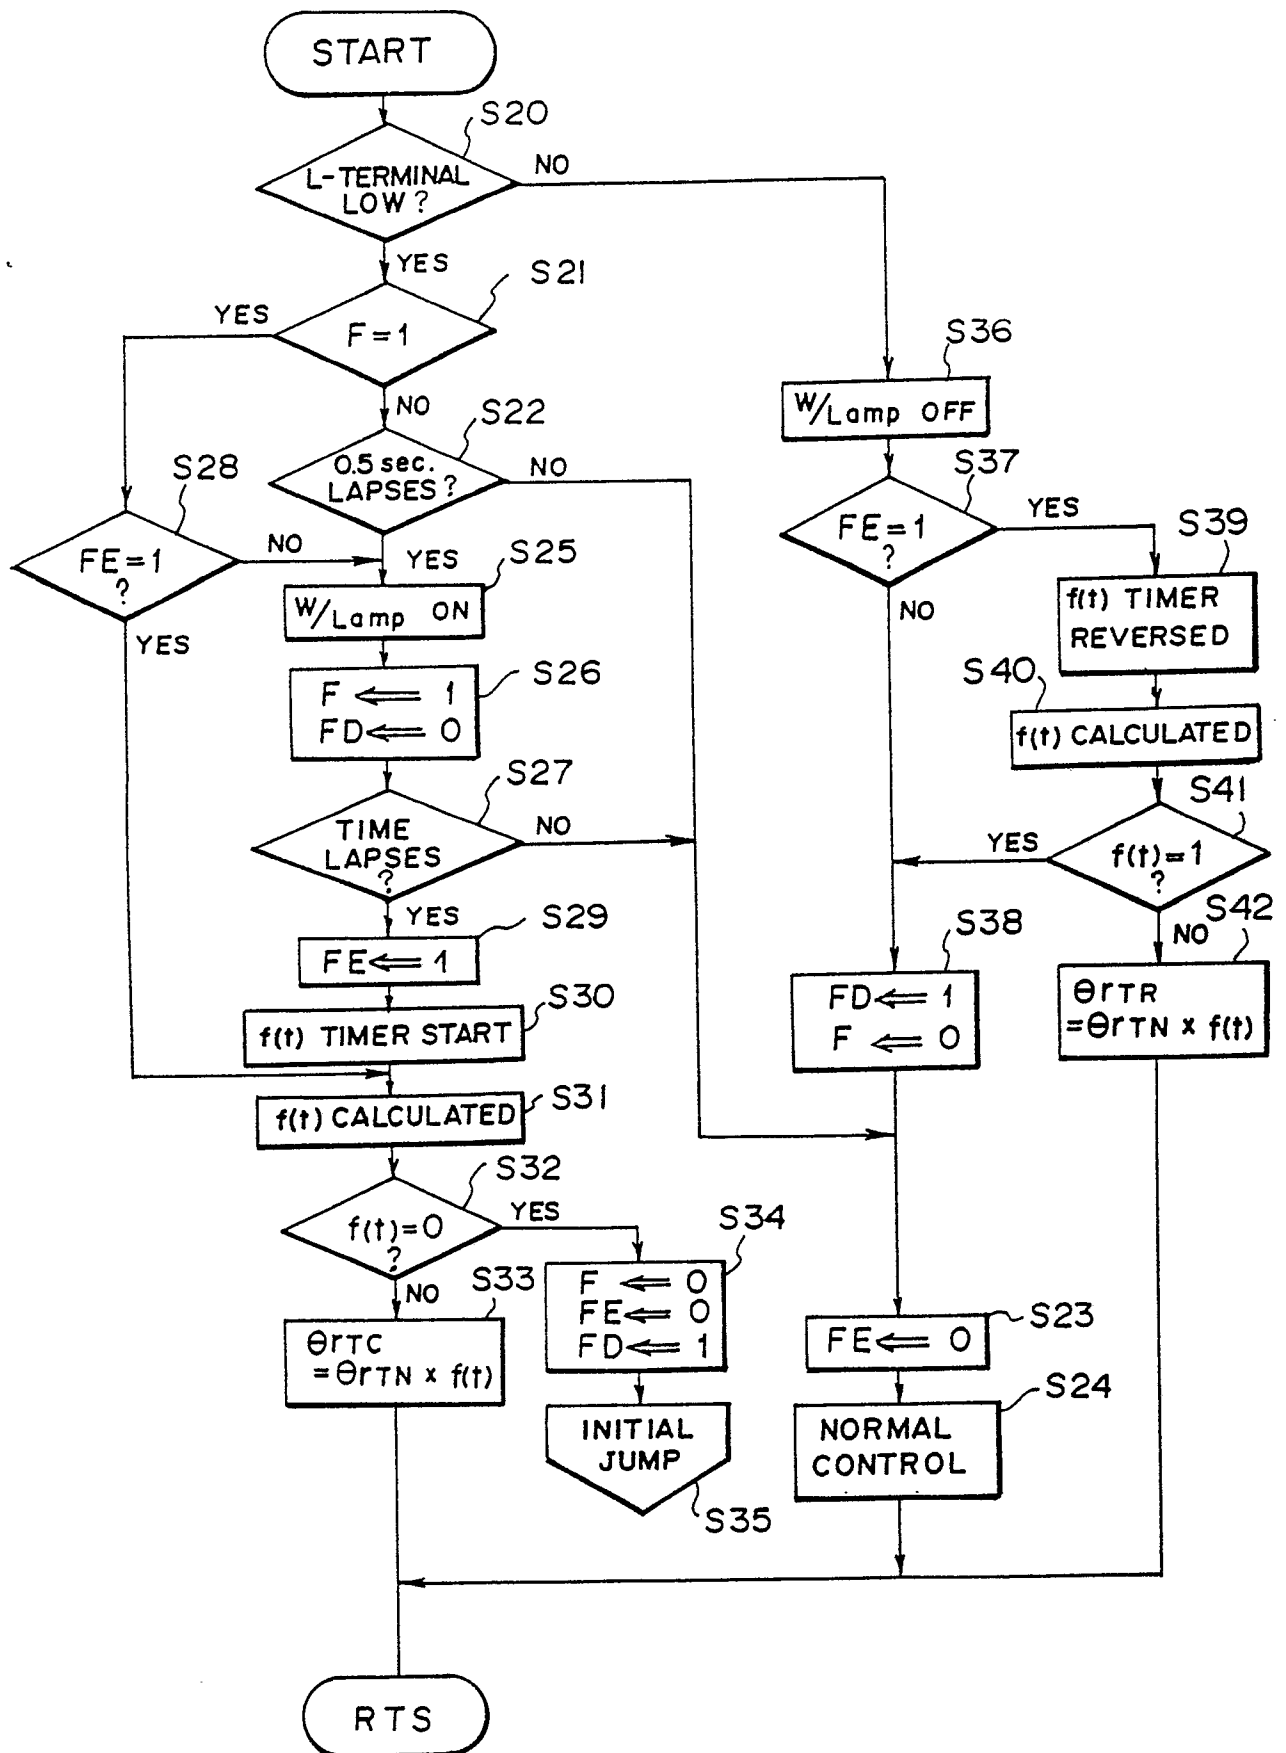 START
S20
L-TERMINAL
LOW?
NO
YES
S21
YES
F=1
NO
S22
0.5 sec.
LAPSES?
NO
YES
S28
FE=1
?
NO
YES
S25
W/Lamp ON
S26
F ⇐ 1
FD ⇐ 0
S27
TIME
LAPSES
?
NO
YES
S29
FE ⇐ 1
S30
f(t) TIMER START
S31
f(t) CALCULATED
S32
f(t)=0
?
YES
NO
S33
θrTC
=θrTN x f(t)
S34
F ⇐ 0
FE ⇐ 0
FD ⇐ 1
INITIAL
JUMP
S35
S36
W/Lamp OFF
S37
FE=1
?
YES
NO
S39
f(t) TIMER
REVERSED
S40
f(t) CALCULATED
S41
f(t)=1
?
YES
NO
S42
θrTR
=θrTN x f(t)
S38
FD ⇐ 1
F ⇐ 0
S23
FE ⇐ 0
S24
NORMAL
CONTROL
RTS